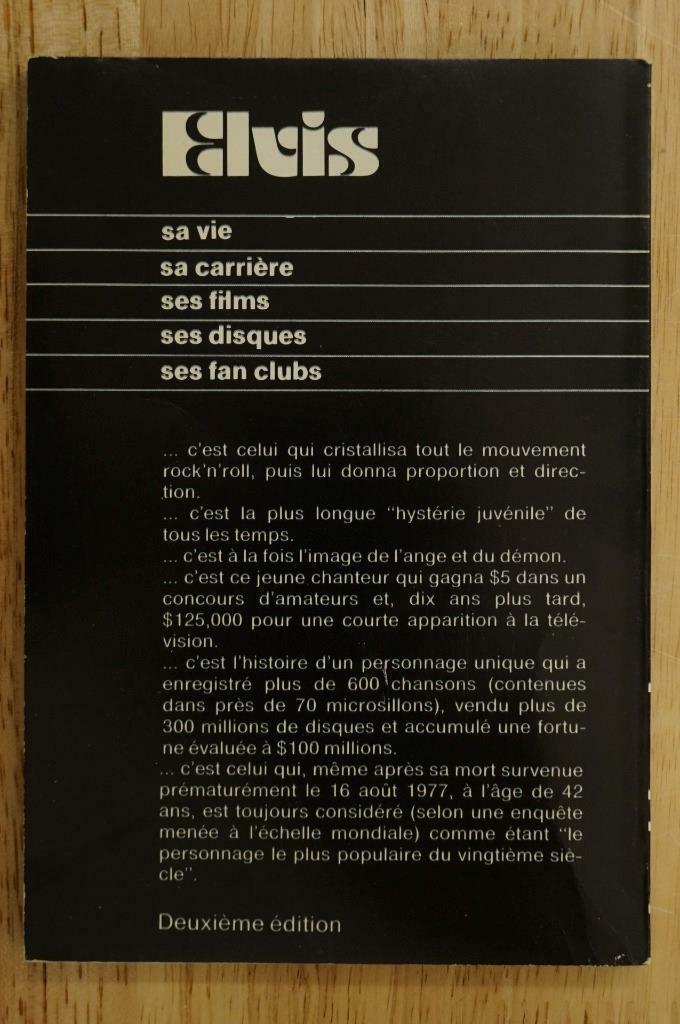 Elvis
sa vie
sa carrière
ses films
ses disques
ses fan clubs
... c'est celui qui cristallisa tout le mouvement
rock'n'roll, puis lui donna proportion et direc-
tion.
... c'est la plus longue "hystérie juvénile" de
tous les temps.
... c'est à la fois l'image de l'ange et du démon.
... c'est ce jeune chanteur qui gagna $5 dans un
concours d'amateurs et, dix ans plus tard,
$125,000 pour une courte apparition à la télé-
vision.
... c'est l'histoire d'un personnage unique qui a
enregistré plus de 600 chansons (contenues
dans près de 70 microsillons), vendu plus de
300 millions de disques et accumulé une fortu-
ne évaluée à $100 millions.
... c'est celui qui, même après sa mort survenue
prématurément le 16 août 1977, à l'âge de 42
ans, est toujours considéré (selon une enquête
menée à l'échelle mondiale) comme étant "le
personnage le plus populaire du vingtième siè-
cle".
Deuxième édition